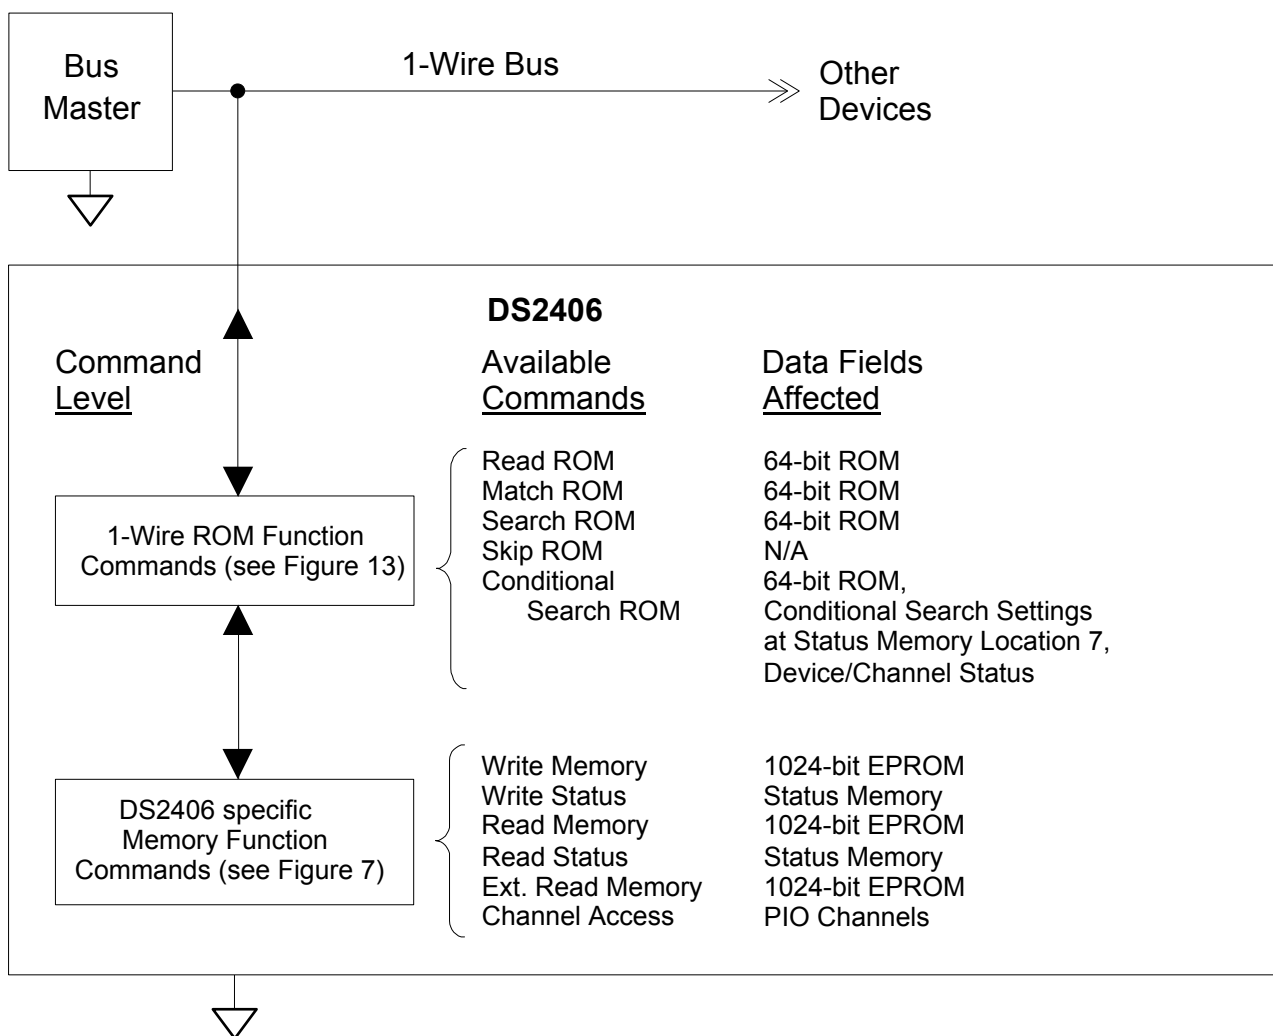 Bus
Master
1-Wire Bus
Other
Devices
DS2406
Command
Level
Available
Commands
Data Fields
Affected
1-Wire ROM Function
Commands (see Figure 13)
Read ROM 64-bit ROM
Match ROM 64-bit ROM
Search ROM 64-bit ROM
Skip ROM N/A
Conditional 64-bit ROM,
Search ROM Conditional Search Settings
at Status Memory Location 7,
Device/Channel Status
DS2406 specific
Memory Function
Commands (see Figure 7)
Write Memory 1024-bit EPROM
Write Status Status Memory
Read Memory 1024-bit EPROM
Read Status Status Memory
Ext. Read Memory 1024-bit EPROM
Channel Access PIO Channels